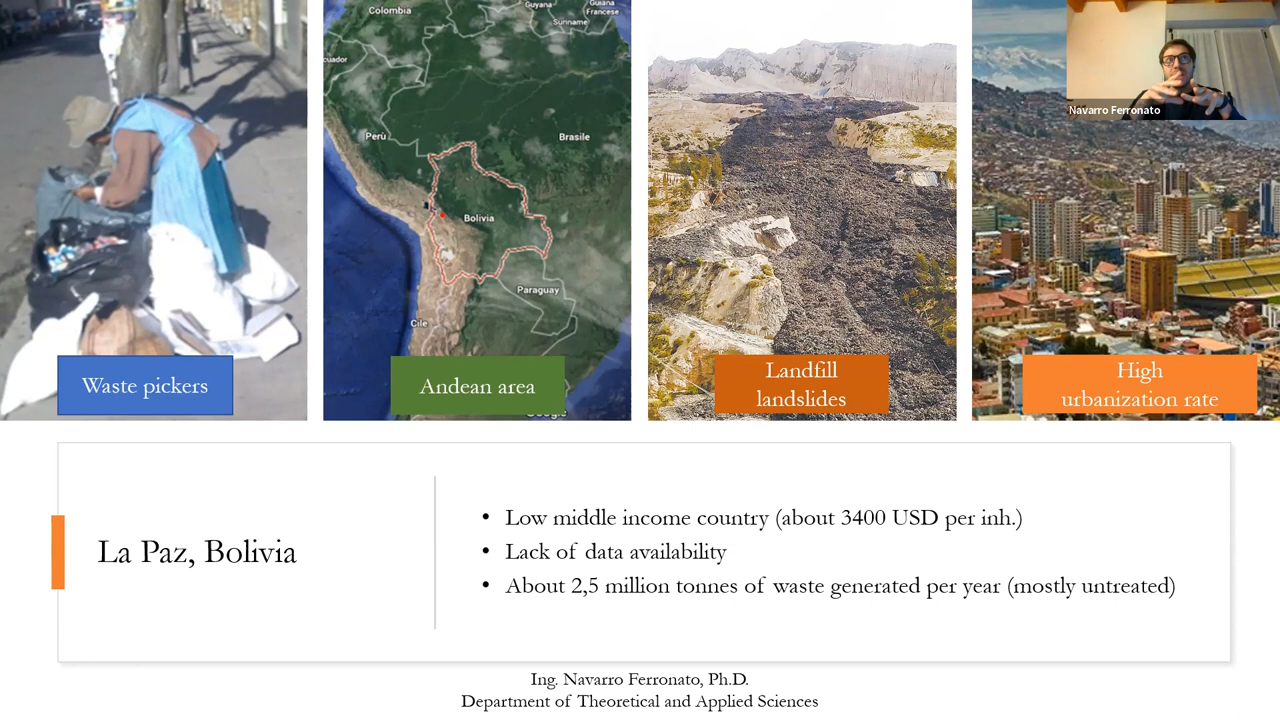 Colombia
Guyana
Guiana
Francese
Suriname
cuador
Perù
Brasile
Bolivia
Paraguay
Cile
Google
Navarro Ferronato
Waste pickers
Andean area
Landfill
landslides
High
urbanization rate
La Paz, Bolivia
• Low middle income country (about 3400 USD per inh.)
• Lack of data availability
• About 2,5 million tonnes of waste generated per year (mostly untreated)
Ing. Navarro Ferronato, Ph.D.
Department of Theoretical and Applied Sciences